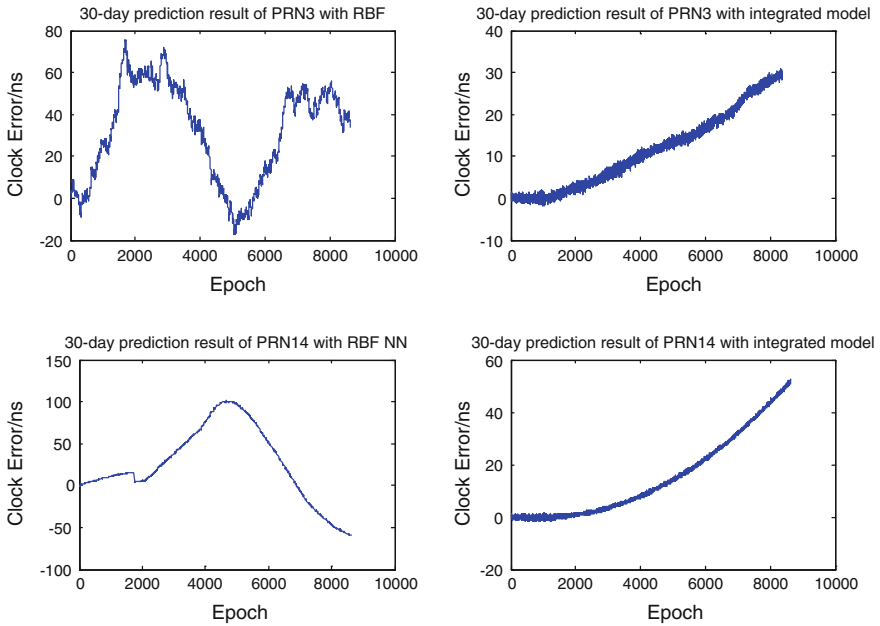 30-day prediction result of PRN3 with RBF
80
60
40
20
0
-20
Clock Error/ns
0 2000 4000 6000 8000 10000
Epoch
30-day prediction result of PRN3 with integrated model
40
30
20
10
0
-10
Clock Error/ns
0 2000 4000 6000 8000 10000
Epoch
30-day prediction result of PRN14 with RBF NN
150
100
50
0
-50
-100
Clock Error/ns
0 2000 4000 6000 8000 10000
Epoch
30-day prediction result of PRN14 with integrated model
60
40
20
0
-20
Clock Error/ns
0 2000 4000 6000 8000 10000
Epoch